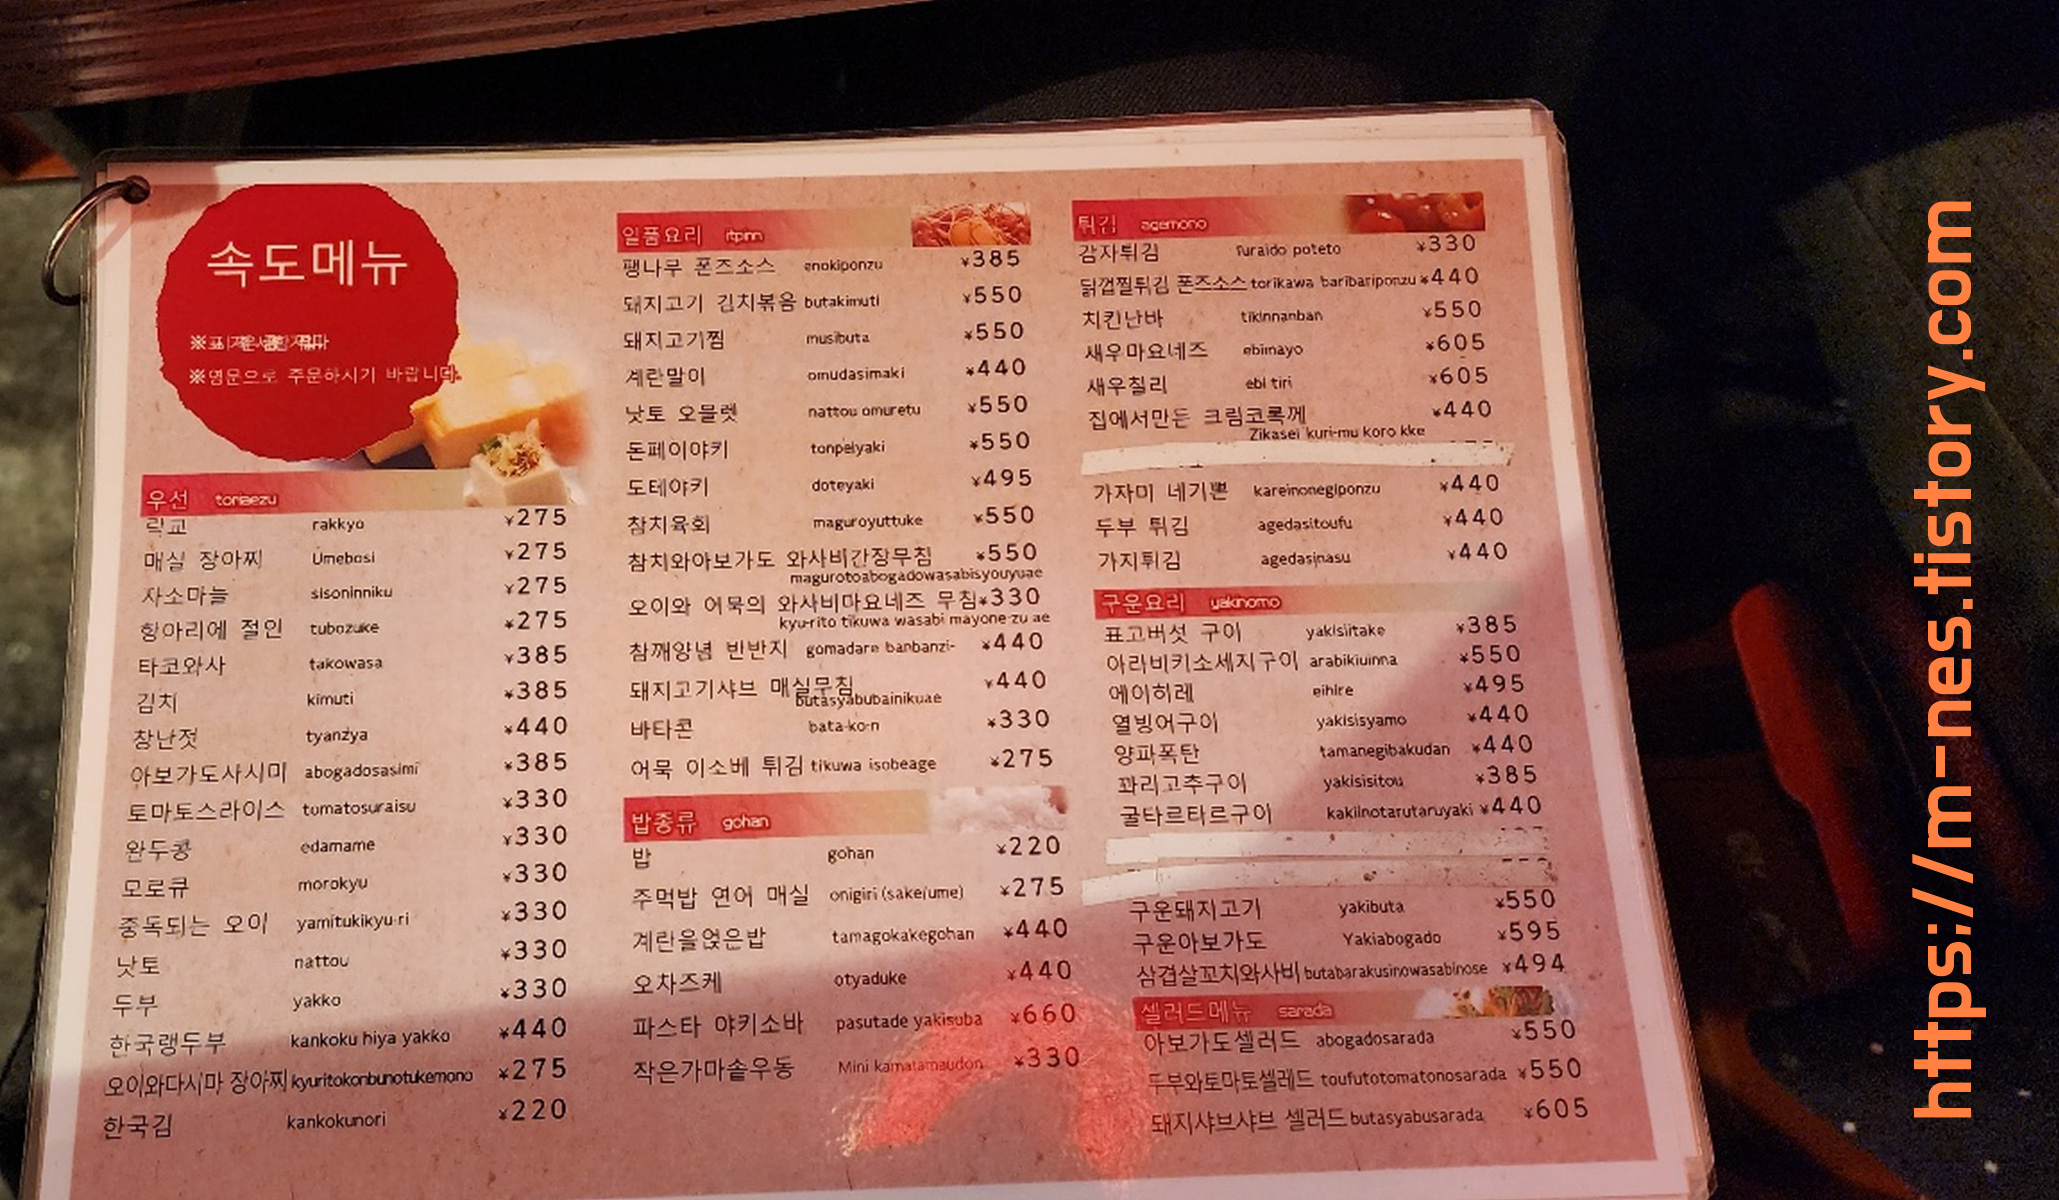 속도메뉴
※영문으로 주문하시기 바랍니다.
우선 toriaezu
락교 rakkyo ¥275
매실 장아찌 Umebosi ¥275
자소마늘 sisoninniku ¥275
항아리에 절인 tubozuke ¥275
타코와사 takowasa ¥385
김치 kimuti ¥385
창난젓 tyanzya ¥440
아보가도사시미 abogadosasimi ¥385
토마토스라이스 tomatosuraisu ¥330
완두콩 edamame ¥330
모로큐 morokyu ¥330
중독되는 오이 yamitukikyu-ri ¥330
낫토 nattou ¥330
두부 yakko ¥330
한국랭두부 kankoku hiya yakko ¥440
오이와다시마 장아찌 kyuritokonbunotukemono ¥275
한국김 kankokunori ¥220
일품요리 itpinn
팽나무 폰즈소스 enokiponzu ¥385
돼지고기 김치볶음 butakimuti ¥550
돼지고기찜 musibuta ¥550
계란말이 omudasimaki ¥440
낫토 오믈렛 nattou omuretu ¥550
돈페이야키 tonpeiyaki ¥550
도테야키 doteyaki ¥495
참치육회 maguroyuttuke ¥550
참치와아보가도 와사비간장무침 ¥550
magurotoabogadowasabisyouyuae
오이와 어묵의 와사비마요네즈 무침 ¥330
kyu-rito tikuwa wasabi mayone-zu ae
참깨양념 반반지 gomadare banbanzi- ¥440
돼지고기샤브 매실무침 ¥440
butasyabubainikuae
바타콘 bata-ko-n ¥330
어묵 이소베 튀김 tikuwa isobeage ¥275
밥종류 gohan
밥 gohan ¥220
주먹밥 연어 매실 onigiri (sake/ume) ¥275
계란을얹은밥 tamagokakegohan ¥440
오차즈케 otyaduke ¥440
파스타 야키소바 pasutade yakisoba ¥660
작은가마솥우동 Mini kamatamaudon ¥330
튀김 agemono
감자튀김 furaido poteto ¥330
닭껍찔튀김 폰즈소스 torikawa baribariponzu ¥440
치킨난바 tikinnanban ¥550
새우마요네즈 ebimayo ¥605
새우칠리 ebi tiri ¥605
집에서만든 크림코록께 ¥440
Zikasei kuri-mu koro kke
가자미 네기뽄 kareinonegiponzu ¥440
두부 튀김 agedasitoufu ¥440
가지튀김 agedasinasu ¥440
구운요리 yakinomo
표고버섯 구이 yakisiitake ¥385
아라비키소세지구이 arabikiuinna ¥550
에이히레 eihire ¥495
열빙어구이 yakisisyamo ¥440
양파폭탄 tamanegibakudan ¥440
꽈리고추구이 yakisisitou ¥385
굴타르타르구이 kakiinotarutaruyaki ¥440
구운돼지고기 yakibuta ¥550
구운아보가도 Yakiabogado ¥595
삼겹살꼬치와사비 butabarakusinowasabinose ¥494
셀러드메뉴 sarada
아보가도셀러드 abogadosarada ¥550
두부와토마토셀레드 toufutotomatonosarada ¥550
돼지샤브샤브 셀러드 butasyabusarada ¥605
https://m-nes.tistory.com